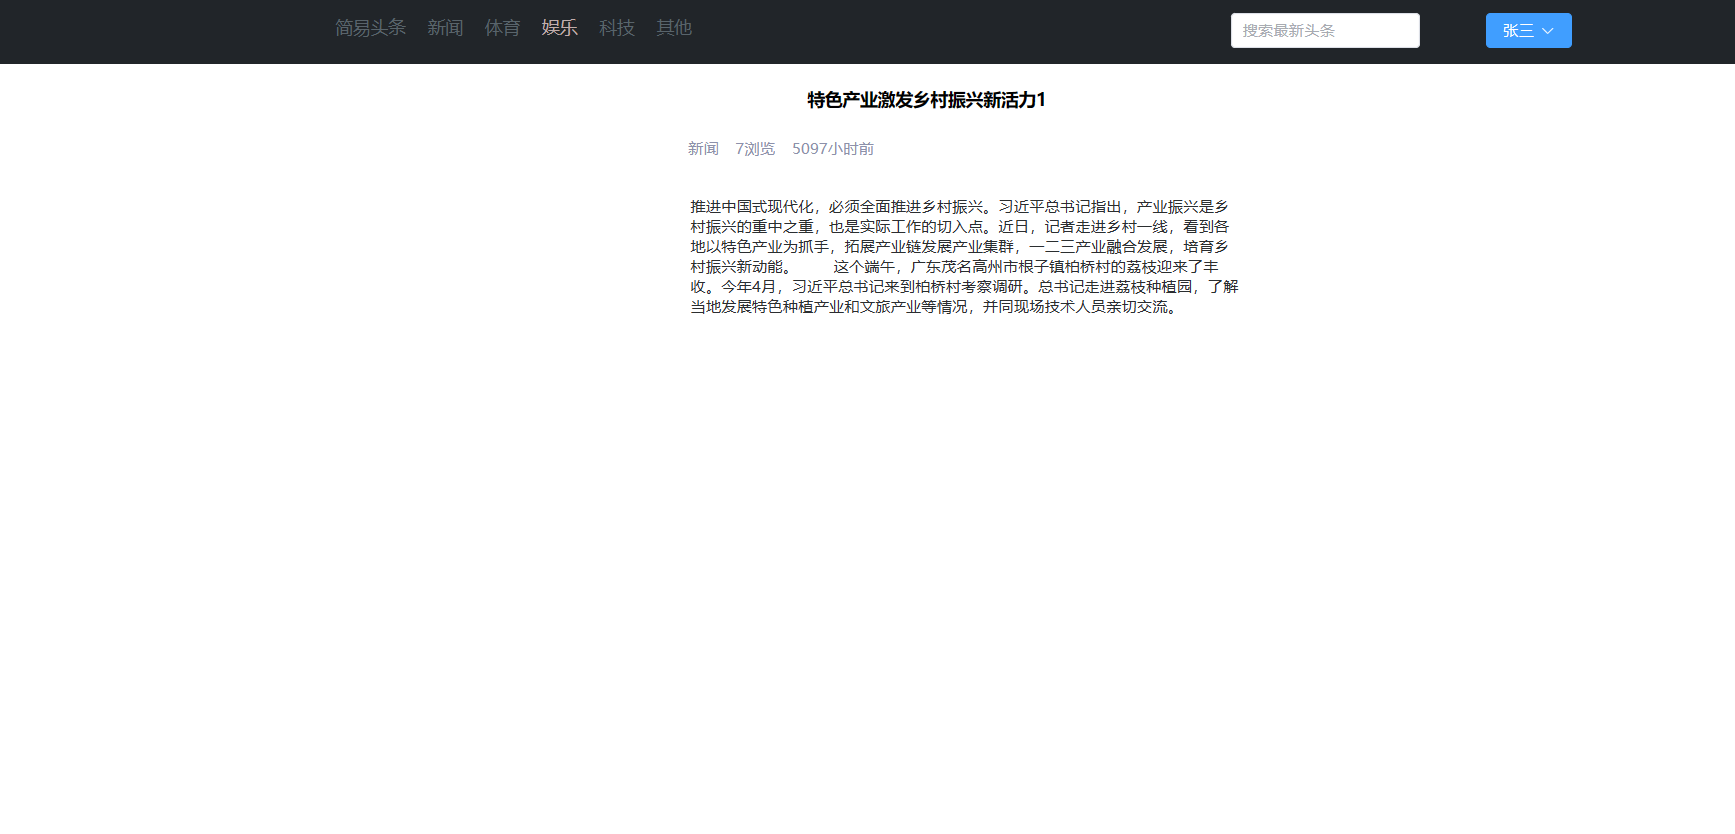 简易头条 新闻 体育 娱乐 科技 其他 搜索最新头条 张三
特色产业激发乡村振兴新活力1
新闻 7浏览 5097小时前
推进中国式现代化，必须全面推进乡村振兴。习近平总书记指出，产业振兴是乡
村振兴的重中之重，也是实际工作的切入点。近日，记者走进乡村一线，看到各
地以特色产业为抓手，拓展产业链发展产业集群，一二三产业融合发展，培育乡
村振兴新动能。 这个端午，广东茂名高州市根子镇柏桥村的荔枝迎来了丰
收。今年4月，习近平总书记来到柏桥村考察调研。总书记走进荔枝种植园，了解
当地发展特色种植产业和文旅产业等情况，并同现场技术人员亲切交流。